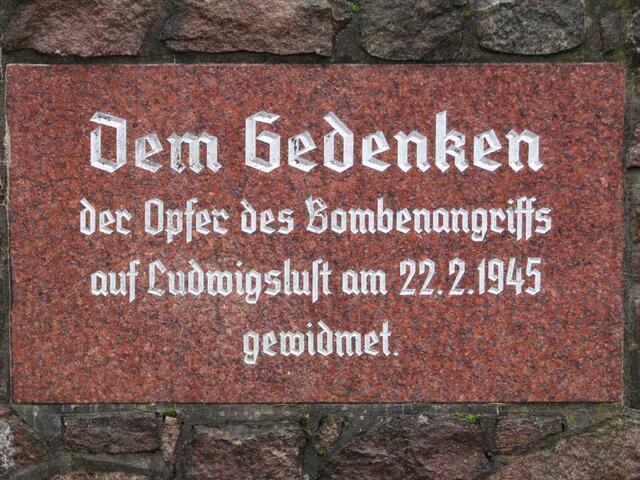 Dem Gedenken
der Opfer des Bombenangriffs
auf Ludwigsluſt am 22.2.1945
gewidmet.